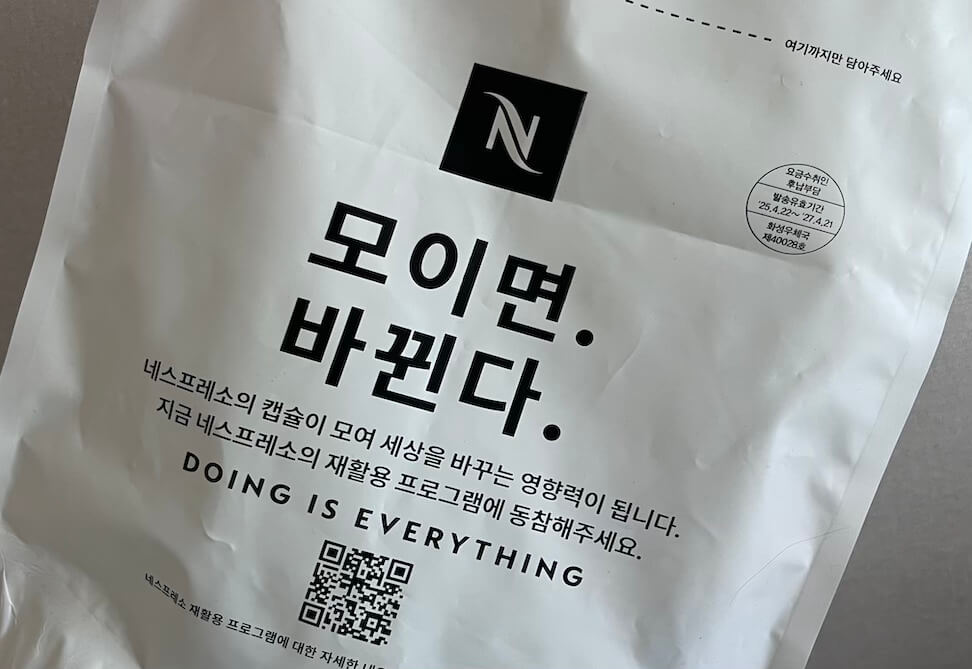 여기까지만 담아주세요
N
요금수취인
후납부담
발송유효기간
'25.4.22~ '27.4.21
화성우체국
제40028호
모이면.
바뀐다.
네스프레소의 캡슐이 모여 세상을 바꾸는 영향력이 됩니다.
지금 네스프레소의 재활용 프로그램에 동참해주세요.
DOING IS EVERYTHING
네스프레소 재활용 프로그램에 대한 자세한